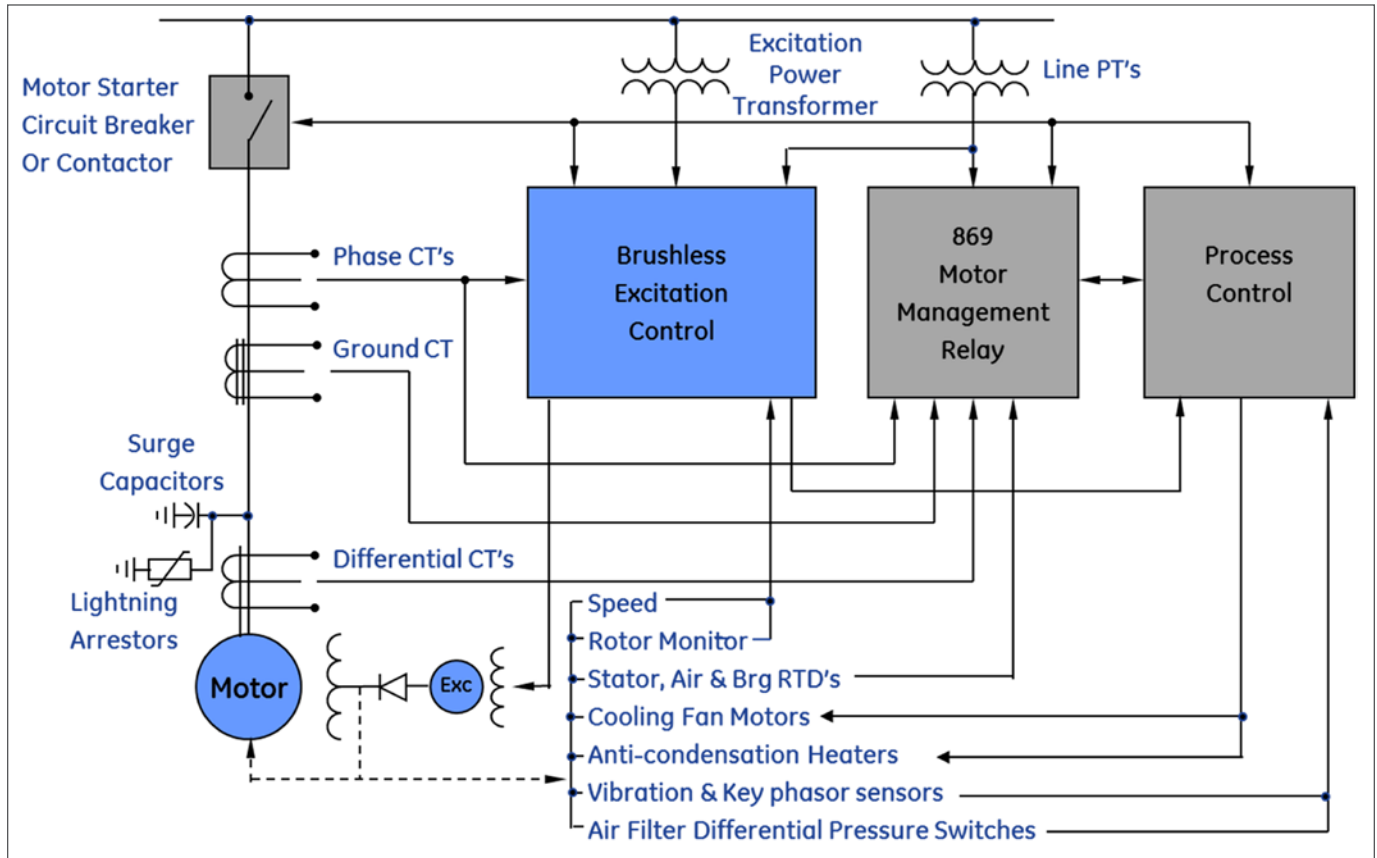 Motor Starter
Circuit Breaker
Or Contactor
Excitation
Power
Transformer
Line PT's
Phase CT's
Ground CT
Brushless
Excitation
Control
869
Motor
Management
Relay
Process
Control
Surge
Capacitors
Lightning
Arrestors
Differential CT's
Motor
Exc
Speed
Rotor Monitor
Stator, Air & Brg RTD's
Cooling Fan Motors
Anti-condensation Heaters
Vibration & Key phasor sensors
Air Filter Differential Pressure Switches